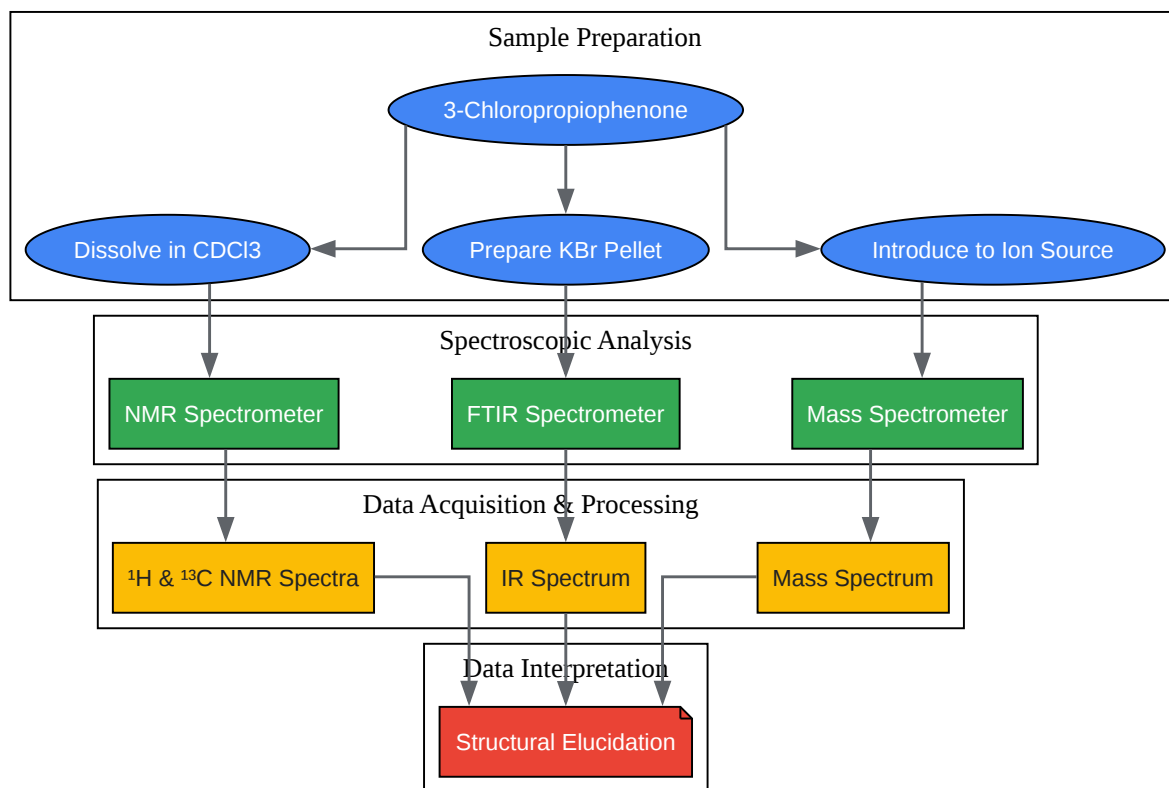 Sample Preparation
3-Chloropropiophenone
Dissolve in CDCl3
Prepare KBr Pellet
Introduce to Ion Source
Spectroscopic Analysis
NMR Spectrometer
FTIR Spectrometer
Mass Spectrometer
Data Acquisition & Processing
¹H & ¹³C NMR Spectra
IR Spectrum
Mass Spectrum
Data Interpretation
Structural Elucidation